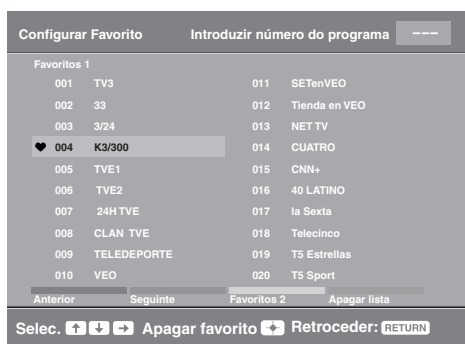 Configurar Favorito Introduzir número do programa ---
Favoritos 1
001 TV3 011 SETenVEO
002 33 012 Tienda en VEO
003 3/24 013 NET TV
004 K3/300 014 CUATRO
005 TVE1 015 CNN+
006 TVE2 016 40 LATINO
007 24H TVE 017 la Sexta
008 CLAN TVE 018 Telecinco
009 TELEDEPORTE 019 T5 Estrellas
010 VEO 020 T5 Sport
Anterior Seguinte Favoritos 2 Apagar lista
Selec. Apagar favorito Retroceder: RETURN